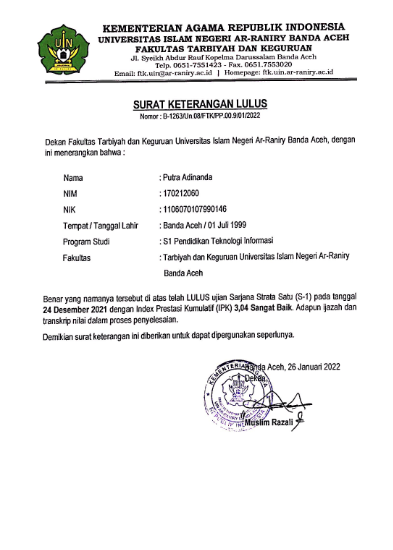 KEMENTERIAN AGAMA REPUBLIK INDONESIA
UNIVERSITAS ISLAM NEGERI AR-RANIRY BANDA ACEH
FAKULTAS TARBIYAH DAN KEGURUAN
Jl. Syeikh Abdur Rauf Kopelma Darussalam Banda Aceh
Telp. 0651-7551423 - Fax. 0651.7553020
Email: ftk.uin@ar-raniry.ac.id | Homepage: ftk.uin.ar-raniry.ac.id
UIN
SURAT KETERANGAN LULUS
Nomor : B-1263/Un.08/FTK/PP.00.9/01/2022
Dekan Fakultas Tarbiyah dan Keguruan Universitas Islam Negeri Ar-Raniry Banda Aceh, dengan
ini menerangkan bahwa :
Nama : Putra Adinanda
NIM : 170212060
NIK : 1106070107990146
Tempat / Tanggal Lahir : Banda Aceh / 01 Juli 1999
Program Studi : S1 Pendidikan Teknologi Informasi
Fakultas : Tarbiyah dan Keguruan Universitas Islam Negeri Ar-Raniry
Banda Aceh
Benar yang namanya tersebut di atas telah LULUS ujian Sarjana Strata Satu (S-1) pada tanggal
24 Desember 2021 dengan Index Prestasi Kumulatif (IPK) 3,04 Sangat Baik. Adapun ijazah dan
transkrip nilai dalam proses penyelesaian.
Demikian surat keterangan ini diberikan untuk dapat dipergunakan seperlunya.
Banda Aceh, 26 Januari 2022
Dekan,
KEMENTERIAN AGAMA
REPUBLIK INDONESIA
Muslim Razali